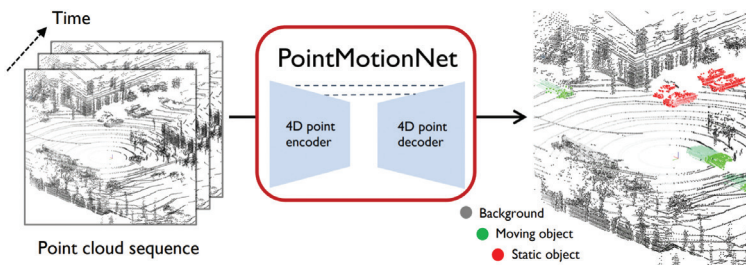 Time
Point cloud sequence
PointMotionNet
4D point
encoder
4D point
decoder
Background
Moving object
Static object